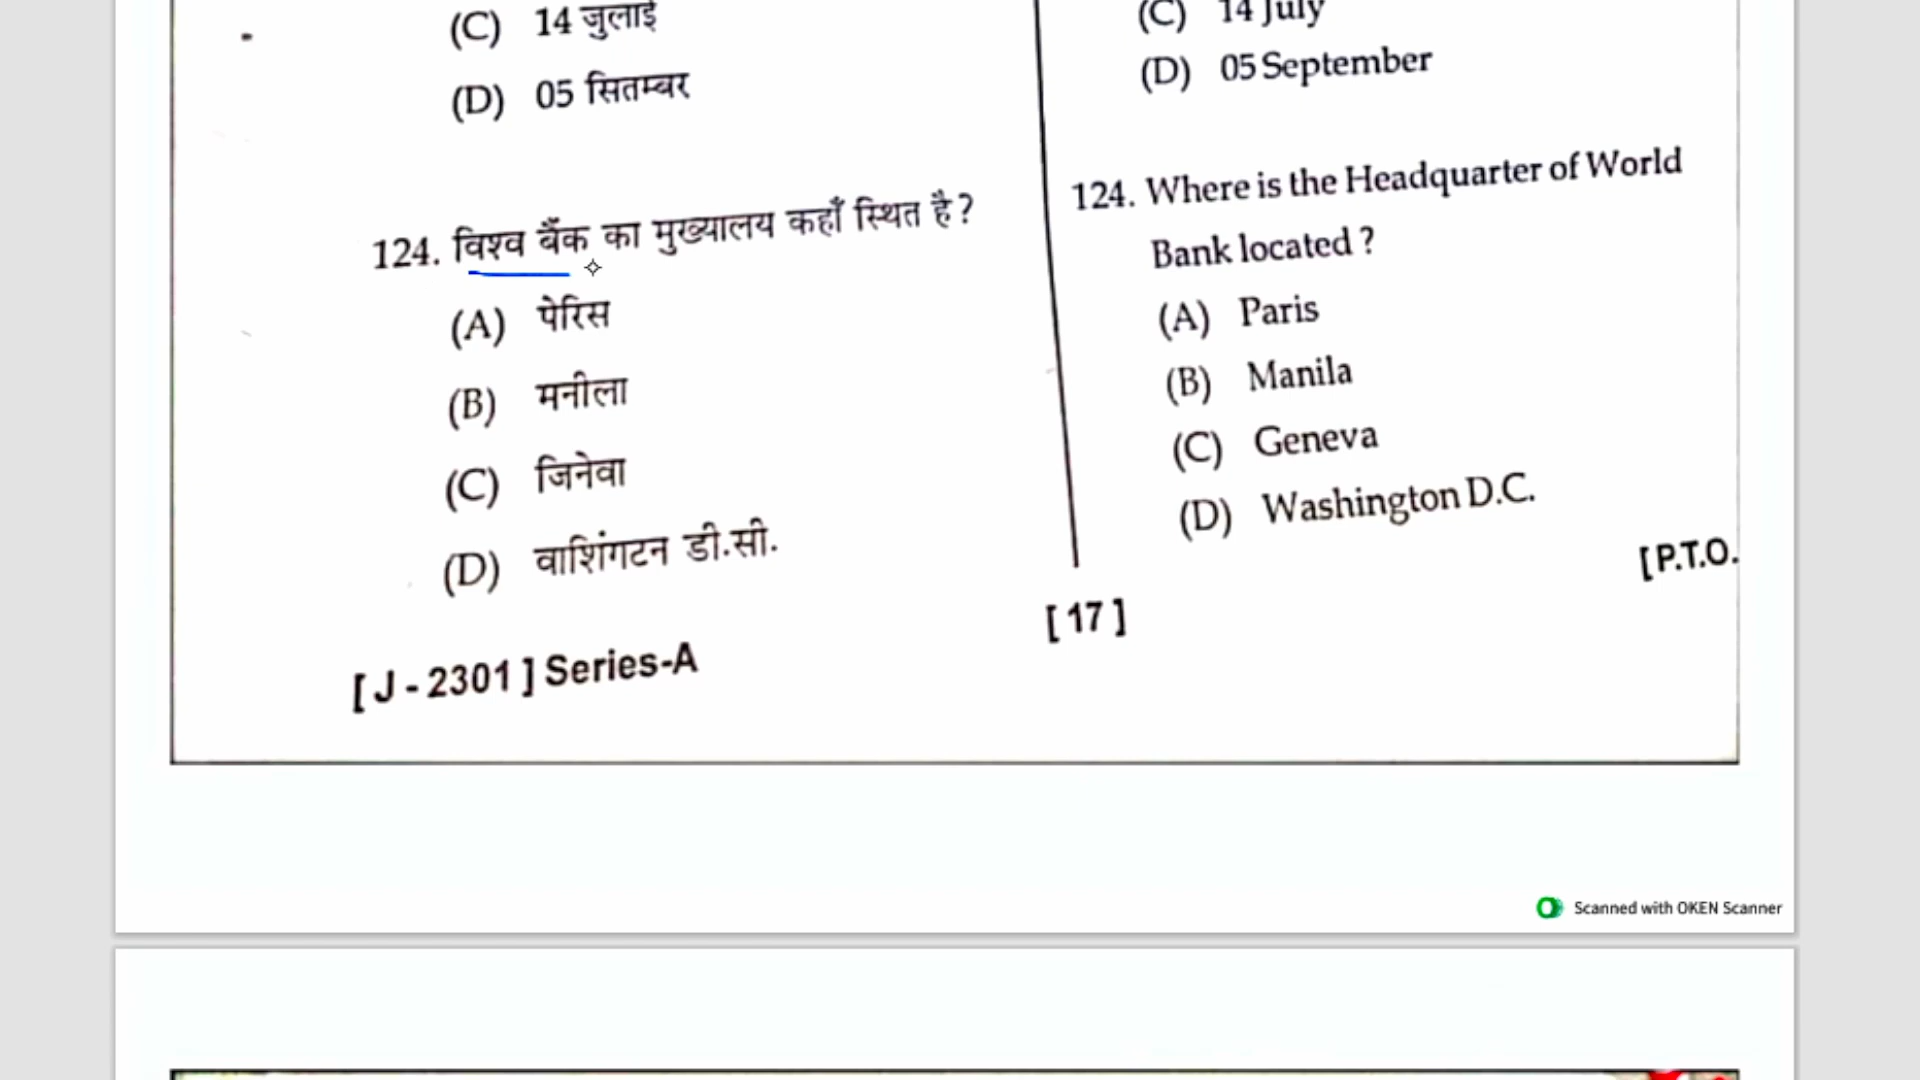 (C) 14 जुलाई
(D) 05 सितम्बर
124. विश्व बैंक का मुख्यालय कहाँ स्थित है ?
(A) पेरिस
(B) मनीला
(C) जिनेवा
(D) वाशिंगटन डी.सी.
(C) 14 July
(D) 05 September
124. Where is the Headquarter of World
Bank located ?
(A) Paris
(B) Manila
(C) Geneva
(D) Washington D.C.
[ P.T.O.
[ 17 ]
[ J - 2301 ] Series-A
Scanned with OKEN Scanner